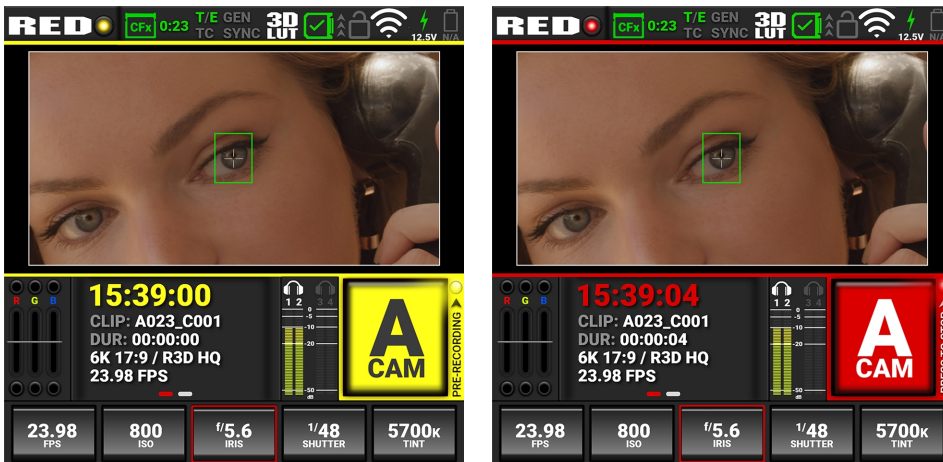 RED CFx 0:23 T/E GEN 3D
TC SYNC LUT 12.5V N/A
15:39:00
R G B
CLIP: A023_C001
DUR: 00:00:00
6K 17:9 / R3D HQ
23.98 FPS
1 2 3 4
0
-5
-10
-20
-50
dB
A
CAM
PRE-RECORDING
23.98
FPS
800
ISO
f/5.6
IRIS
1/48
SHUTTER
5700K
TINT
RED CFx 0:23 T/E GEN 3D
TC SYNC LUT 12.5V N/A
15:39:04
R G B
CLIP: A023_C001
DUR: 00:00:04
6K 17:9 / R3D HQ
23.98 FPS
1 2 3 4
0
-5
-10
-20
-50
dB
A
CAM
23.98
FPS
800
ISO
f/5.6
IRIS
1/48
SHUTTER
5700K
TINT